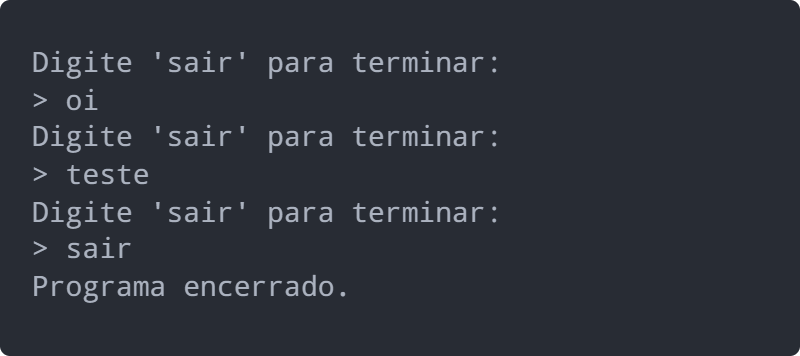 Digite 'sair' para terminar:
> oi
Digite 'sair' para terminar:
> teste
Digite 'sair' para terminar:
> sair
Programa encerrado.